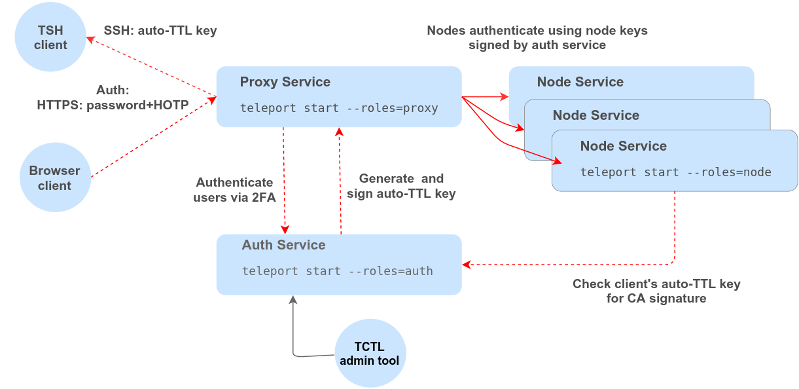 TSH
client
SSH: auto-TTL key
Auth:
HTTPS: password+HOTP
Browser
client
Proxy Service
teleport start --roles=proxy
Nodes authenticate using node keys
signed by auth service
Node Service
Node Service
Node Service
teleport start --roles=node
Authenticate
users via 2FA
Generate and
sign auto-TTL key
Auth Service
teleport start --roles=auth
Check client's auto-TTL key
for CA signature
TCTL
admin tool